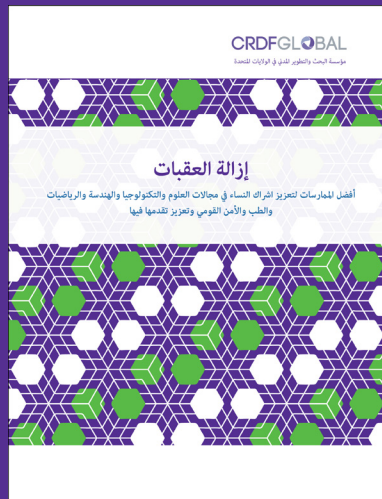 CRDFGLOBAL
مؤسسة البحث والتطوير المدني في الولايات المتحدة
إزالة العقبات
أفضل الممارسات لتعزيز اشراك النساء في مجالات العلوم والتكنولوجيا والهندسة والرياضيات
والطب والأمن القومي وتعزيز تقدمها فيها